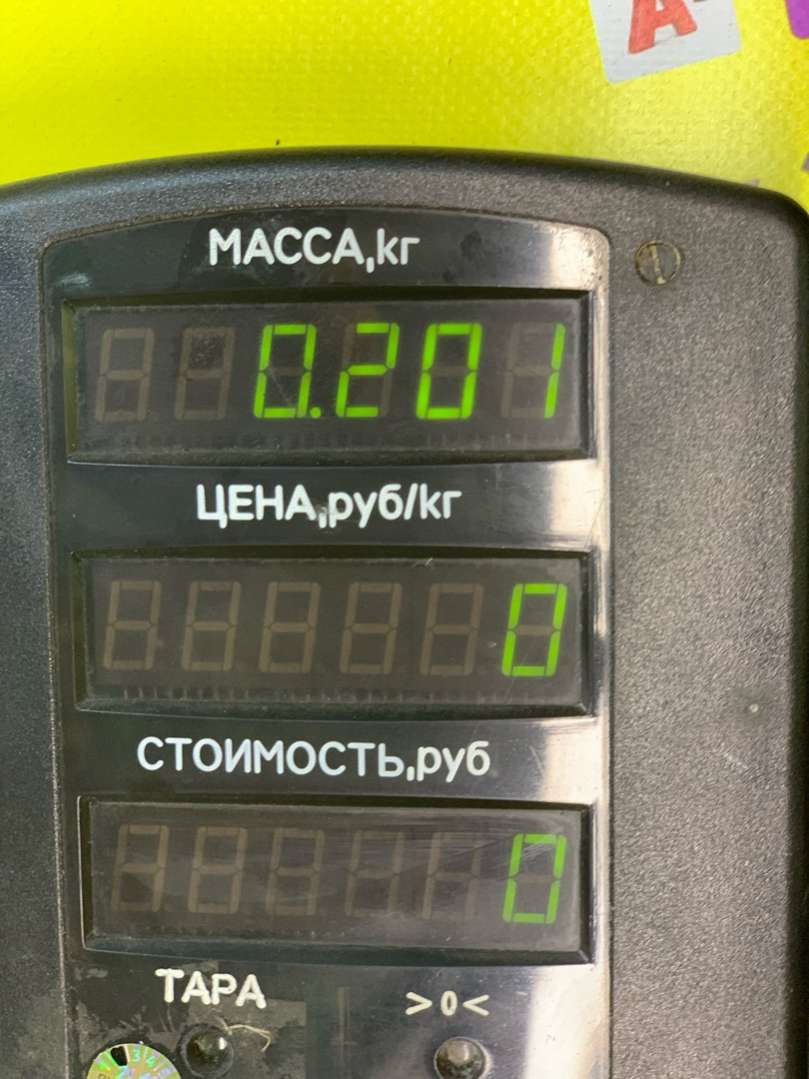 А
МАССА,кг
0.201
ЦЕНА,руб/кг
0
СТОИМОСТЬ,руб
0
ТАРА
>0<